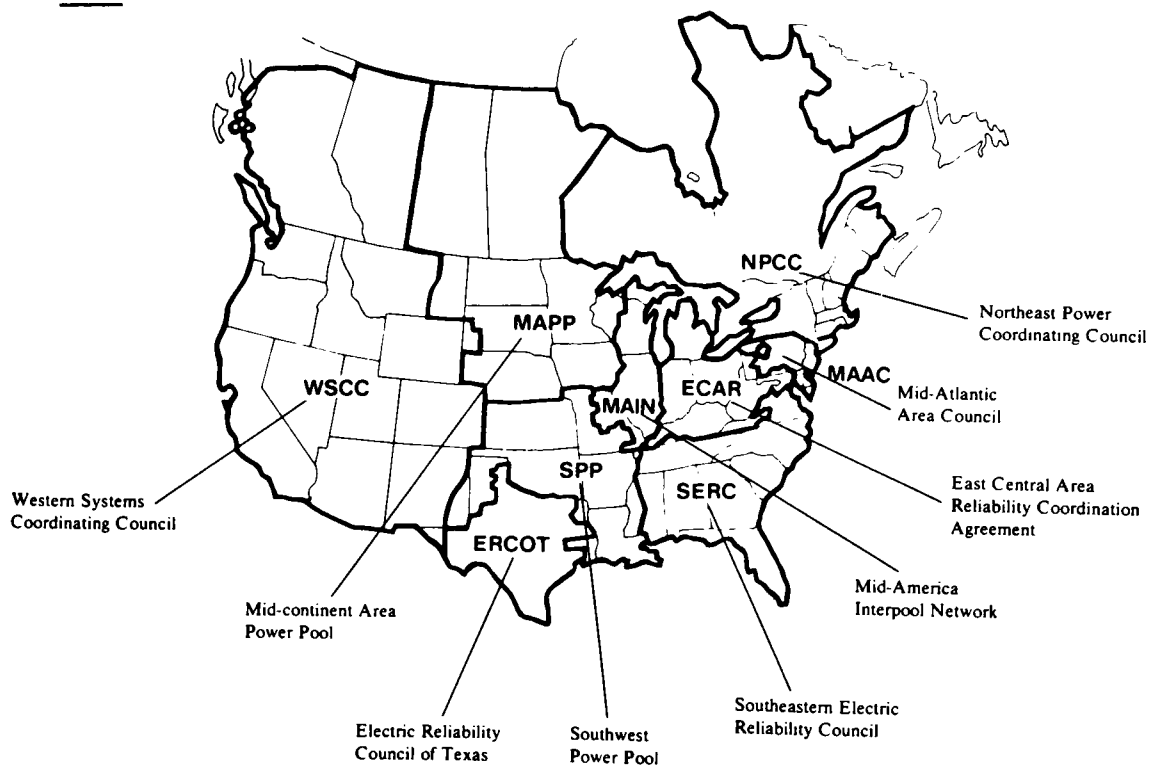 NPCC
Northeast Power
Coordinating Council
MAPP
MAAC
Mid-Atlantic
Area Council
WSCC
ECAR
MAIN
SPP
SERC
East Central Area
Reliability Coordination
Agreement
Western Systems
Coordinating Council
ERCOT
Mid-America
Interpool Network
Mid-continent Area
Power Pool
Southeastern Electric
Reliability Council
Electric Reliability
Council of Texas
Southwest
Power Pool